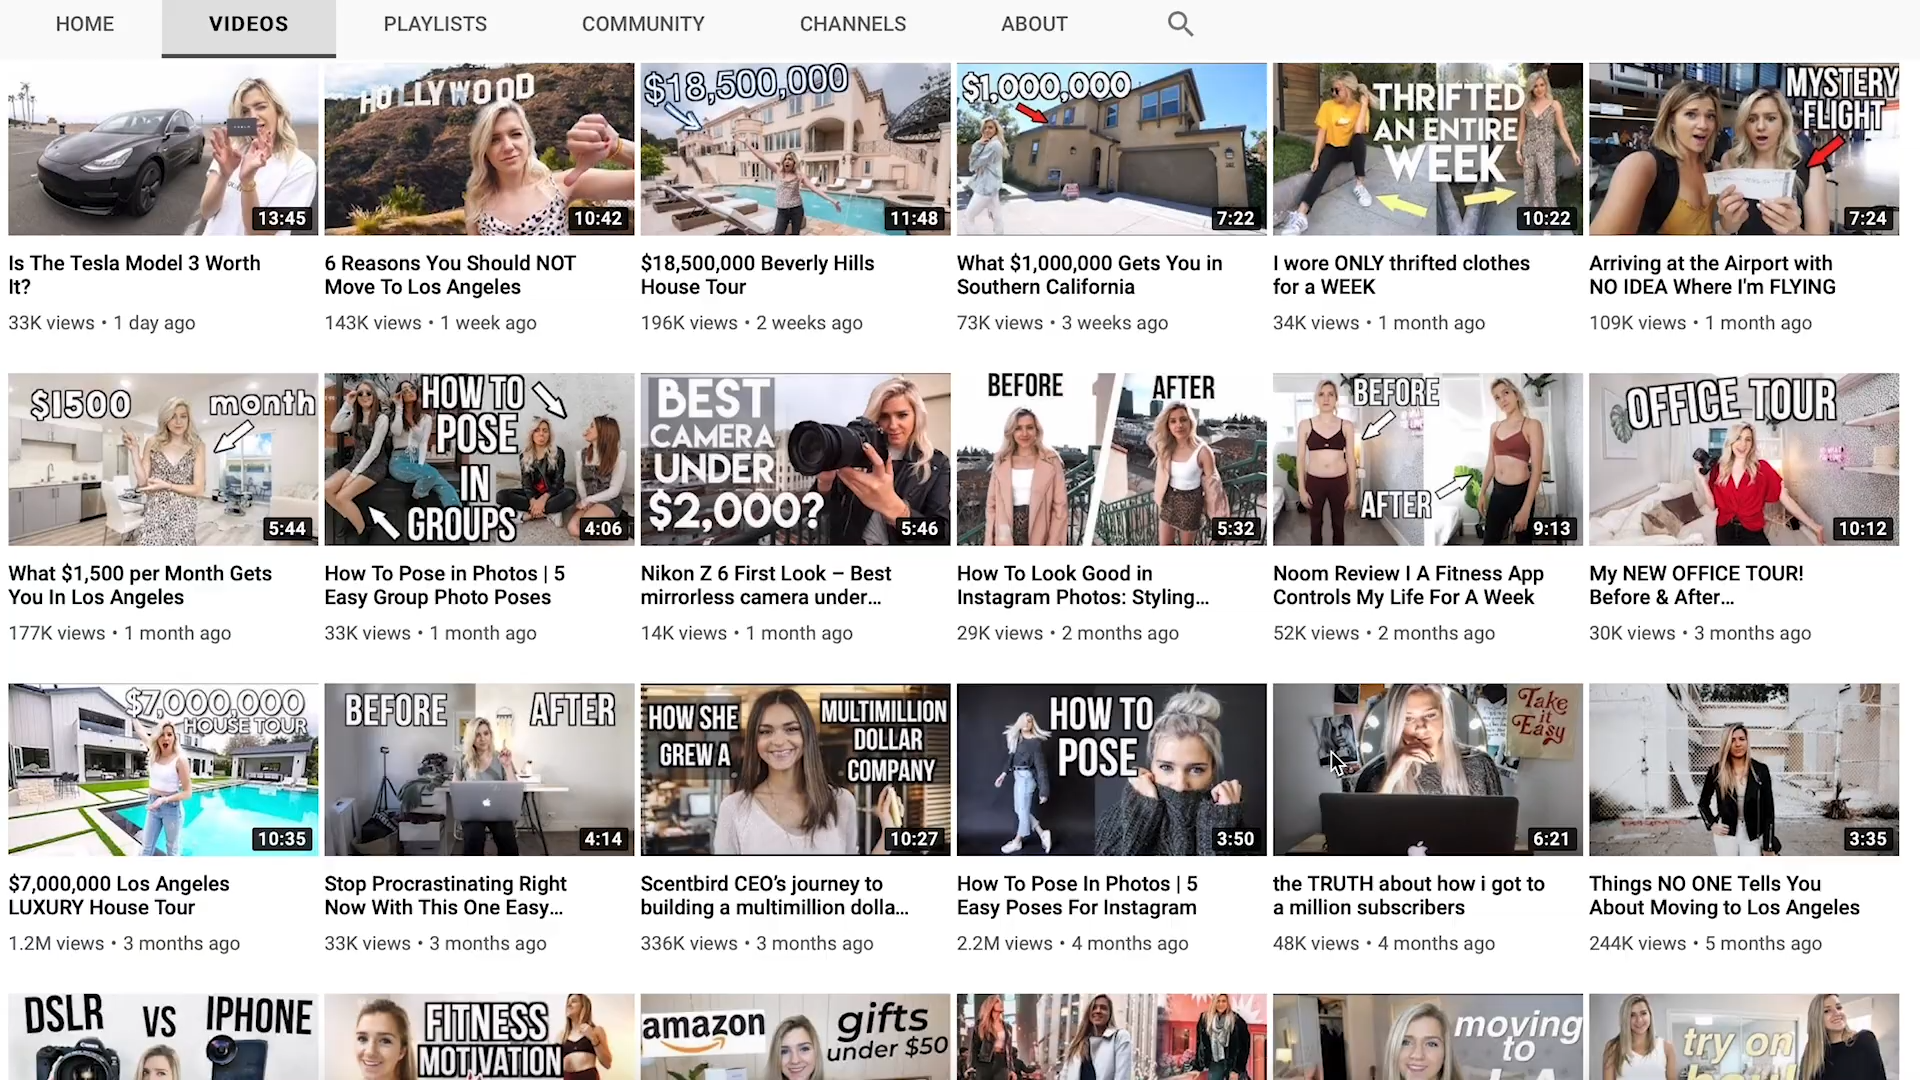 HOME
VIDEOS
PLAYLISTS
COMMUNITY
CHANNELS
ABOUT
13:45
HOLLYWOOD
10:42
$18,500,000
11:48
$1,000,000
7:22
THRIFTED
AN ENTIRE
WEEK
10:22
MYSTERY
FLIGHT
7:24
Is The Tesla Model 3 Worth
It?
33K views • 1 day ago
6 Reasons You Should NOT
Move To Los Angeles
143K views • 1 week ago
$18,500,000 Beverly Hills
House Tour
196K views • 2 weeks ago
What $1,000,000 Gets You in
Southern California
73K views • 3 weeks ago
I wore ONLY thrifted clothes
for a WEEK
34K views • 1 month ago
Arriving at the Airport with
NO IDEA Where I'm FLYING
109K views • 1 month ago
$1500 month
5:44
HOW TO
POSE
IN
GROUPS
4:06
BEST
CAMERA
UNDER
$2,000?
5:46
BEFORE AFTER
5:32
BEFORE
AFTER
9:13
OFFICE TOUR
10:12
What $1,500 per Month Gets
You In Los Angeles
177K views • 1 month ago
How To Pose in Photos | 5
Easy Group Photo Poses
33K views • 1 month ago
Nikon Z 6 First Look – Best
mirrorless camera under...
14K views • 1 month ago
How To Look Good in
Instagram Photos: Styling...
29K views • 2 months ago
Noom Review I A Fitness App
Controls My Life For A Week
52K views • 2 months ago
My NEW OFFICE TOUR!
Before & After...
30K views • 3 months ago
$7,000,000
HOUSE TOUR
10:35
BEFORE AFTER
4:14
HOW SHE
GREW A
MULTIMILLION
DOLLAR
COMPANY
10:27
HOW TO
POSE
3:50
Take
it
Easy
6:21
3:35
$7,000,000 Los Angeles
LUXURY House Tour
1.2M views • 3 months ago
Stop Procrastinating Right
Now With This One Easy...
33K views • 3 months ago
Scentbird CEO’s journey to
building a multimillion dolla...
336K views • 3 months ago
How To Pose In Photos | 5
Easy Poses For Instagram
2.2M views • 4 months ago
the TRUTH about how i got to
a million subscribers
48K views • 4 months ago
Things NO ONE Tells You
About Moving to Los Angeles
244K views • 5 months ago
DSLR VS IPHONE
FITNESS
MOTIVATION
amazon
gifts
under $50
moving
to
try on